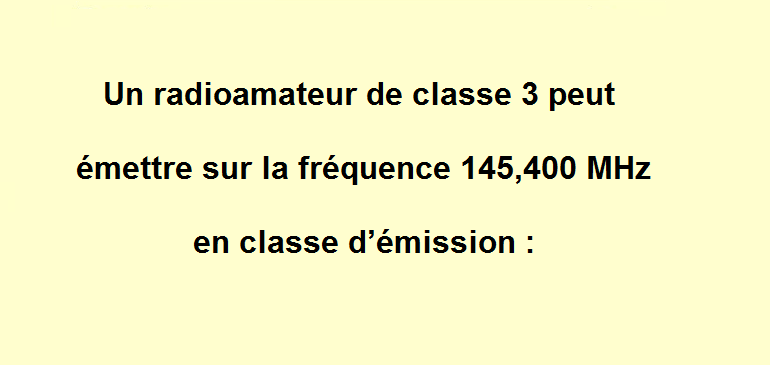 Un radioamateur de classe 3 peut
émettre sur la fréquence 145,400 MHz
en classe d’émission :